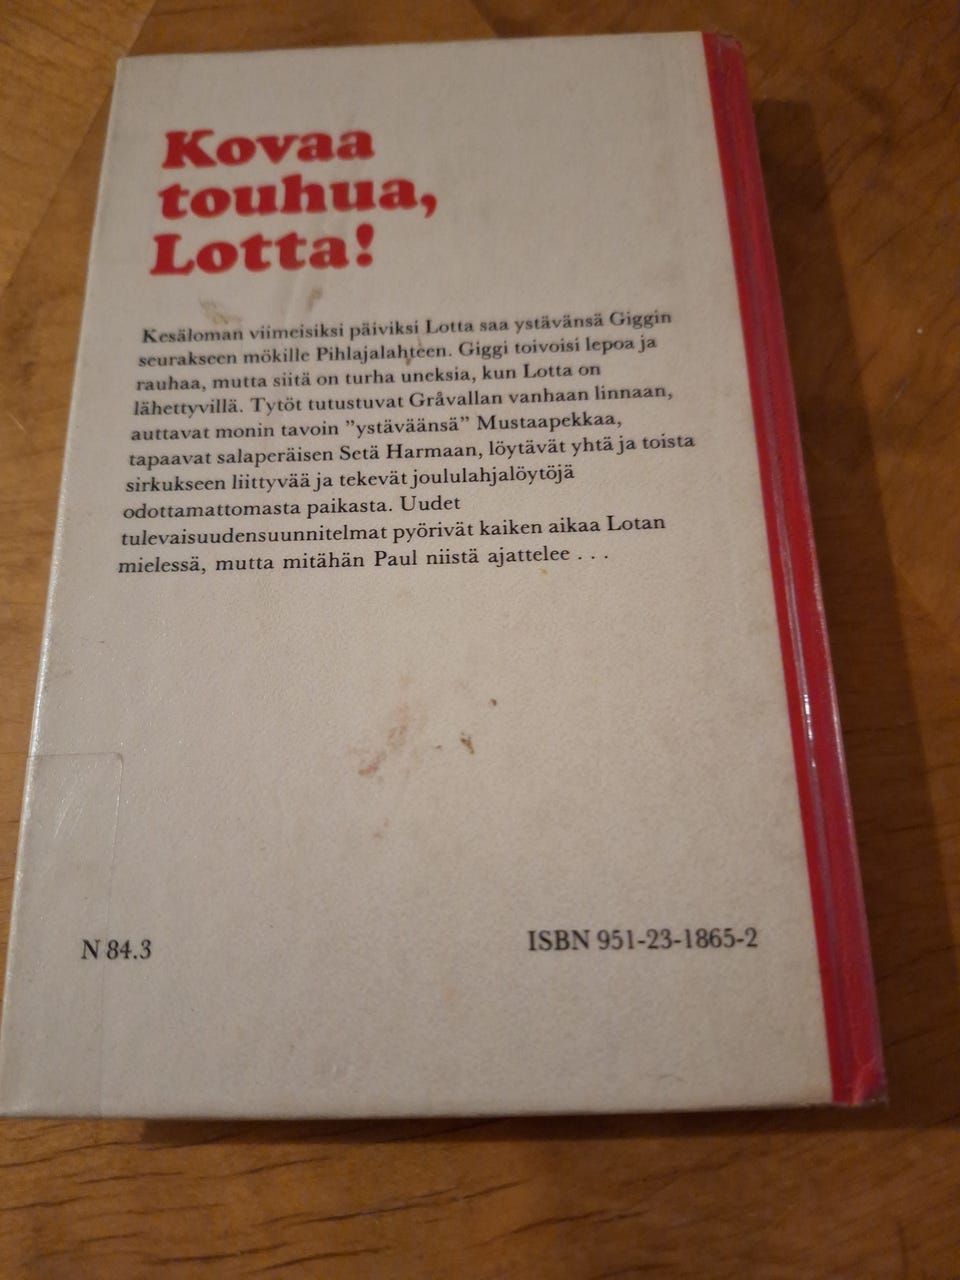 Kovaa
touhua,
Lotta!
Kesäloman viimeisiksi päiviksi Lotta saa ystävänsä Giggin
seurakseen mökille Pihlajalahteen. Giggi toivoisi lepoa ja
rauhaa, mutta siitä on turha uneksia, kun Lotta on
lähettyvillä. Tytöt tutustuvat Gråvallan vanhaan linnaan,
auttavat monin tavoin "ystäväänsä" Mustaapekkaa,
tapaavat salaperäisen Setä Harmaan, löytävät yhtä ja toista
sirkukseen liittyvää ja tekevät joululahjalöytöjä
odottamattomasta paikasta. Uudet
tulevaisuudensuunnitelmat pyörivät kaiken aikaa Lotan
mielessä, mutta mitähän Paul niistä ajattelee . . .
N 84.3
ISBN 951-23-1865-2